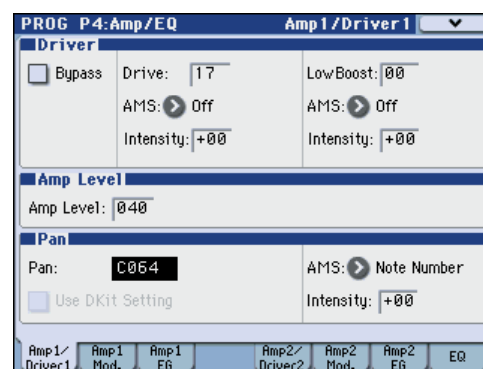 PROG P4:Amp/EQ Amp1/Driver1
Driver
Bypass Drive: 17 LowBoost: 00
AMS: Off AMS: Off
Intensity: +00 Intensity: +00
Amp Level
Amp Level: 040
Pan
Pan: C064 AMS: Note Number
Use DKit Setting Intensity: +00
Amp1/ Amp1 Amp1 Amp2/ Amp2 Amp2 EQ
Driver1 Mod. EG Driver2 Mod. EG